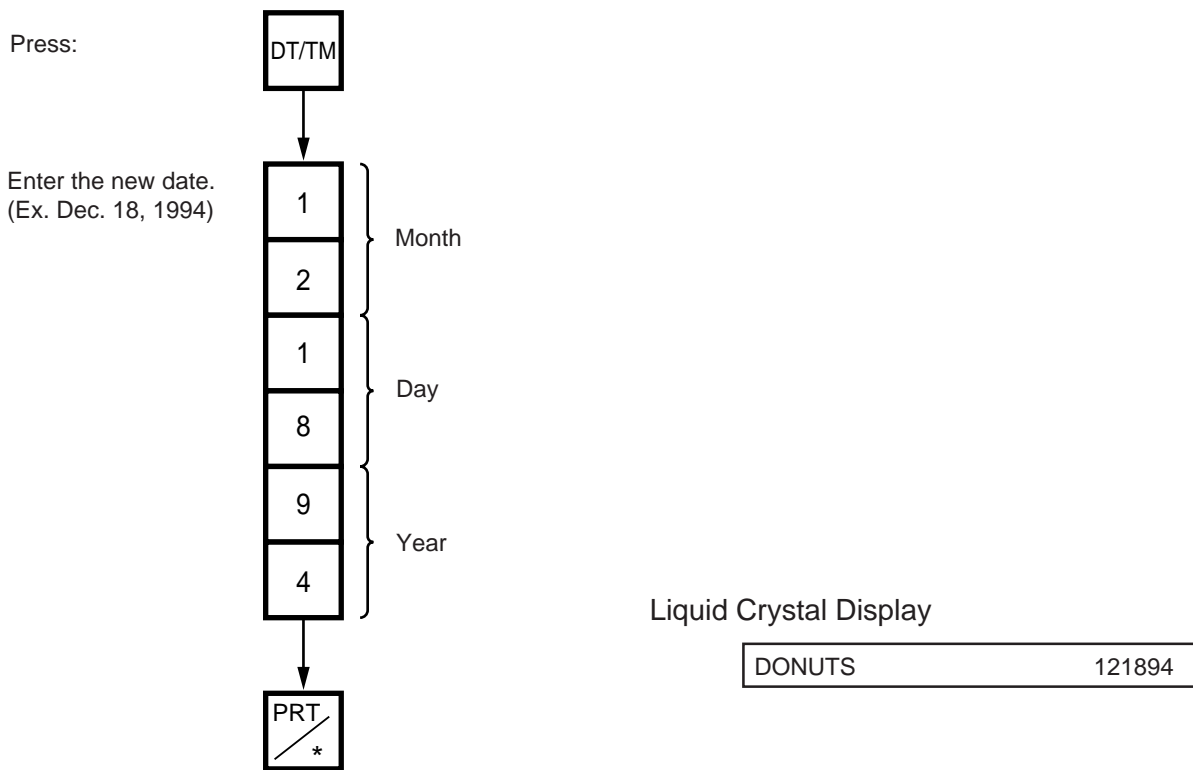 Press:
DT/TM
Enter the new date.
(Ex. Dec. 18, 1994)
1
2
Month
1
8
Day
9
4
Year
Liquid Crystal Display
DONUTS 121894
PRT
*